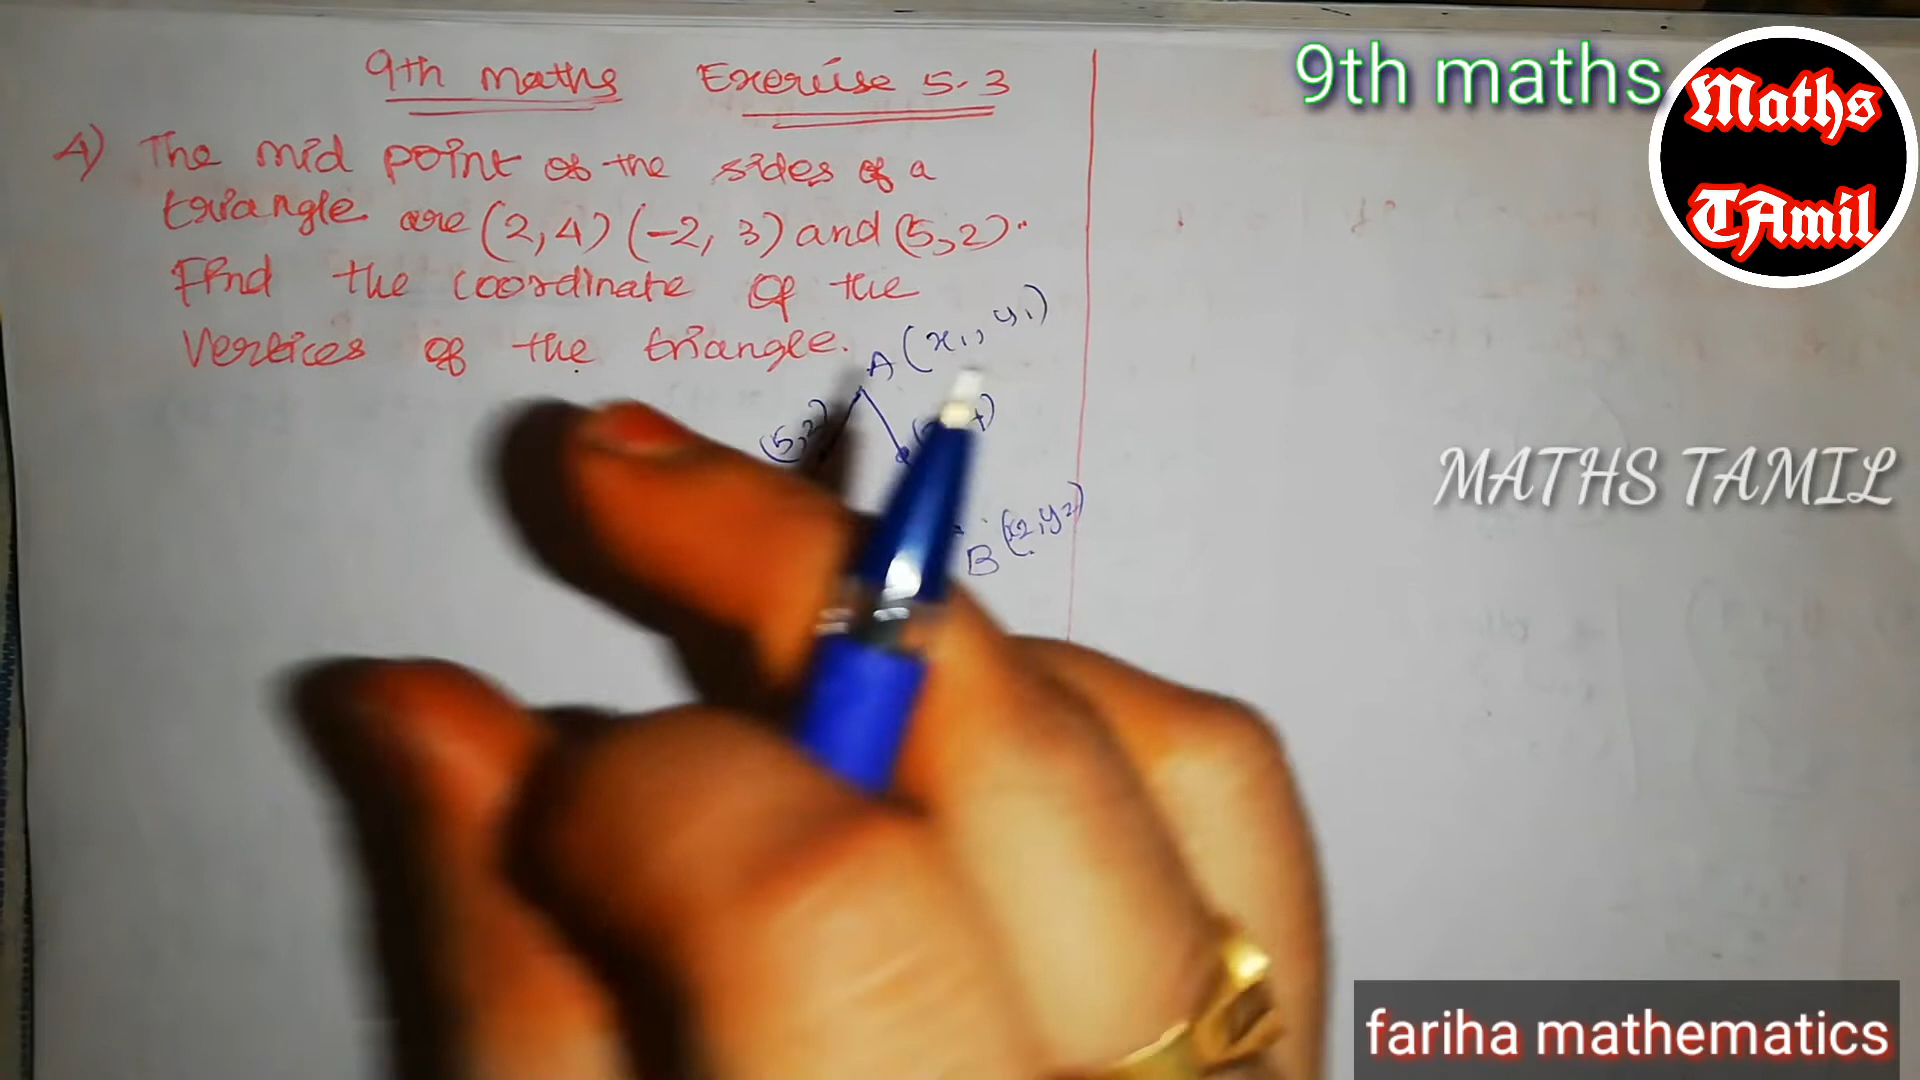 9th maths Exercise 5.3
4) The mid point of the sides of a
triangle are (2,4) (-2, 3) and (5,2).
Find the coordinate of the
vertices of the triangle.
A (x1, y1)
(5,2)
B (x2, y2)
9th maths
Maths
TAmil
MATHS TAMIL
fariha mathematics